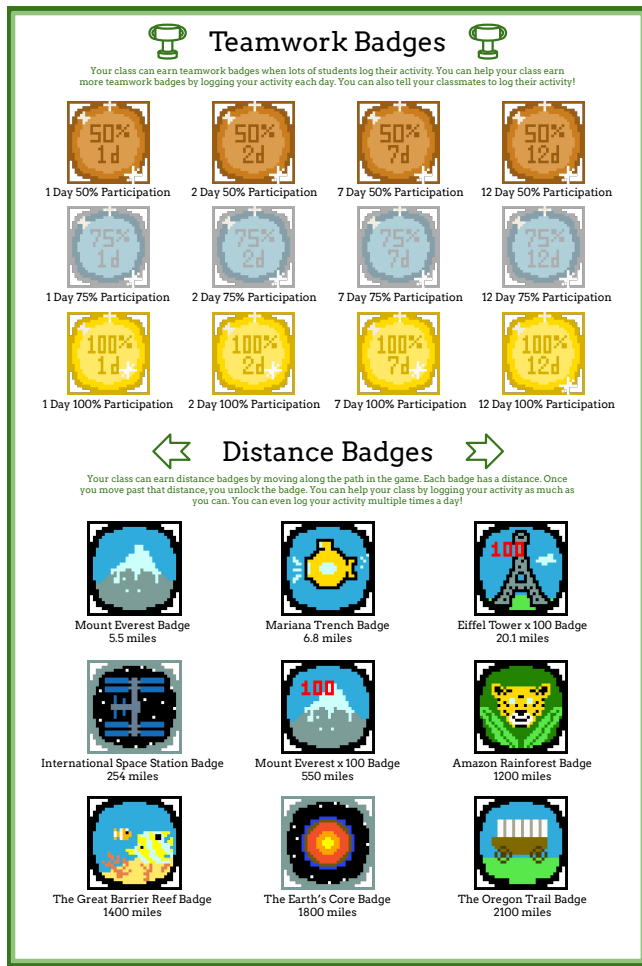 Teamwork Badges
Your class can earn teamwork badges when lots of students log their activity. You can help your class earn
more teamwork badges by logging your activity each day. You can also tell your classmates to log their activity!
50% 50% 50% 50%
1d 2d 7d 12d
1 Day 50% Participation 2 Day 50% Participation 7 Day 50% Participation 12 Day 50% Participation
75% 75% 75% 75%
1d 2d 7d 12d
1 Day 75% Participation 2 Day 75% Participation 7 Day 75% Participation 12 Day 75% Participation
100% 100% 100% 100%
1d 2d 7d 12d
1 Day 100% Participation 2 Day 100% Participation 7 Day 100% Participation 12 Day 100% Participation
Distance Badges
Your class can earn distance badges by moving along the path in the game. Each badge has a distance. Once
you move past that distance, you unlock the badge. You can help your class by logging your activity as much as
you can. You can even log your activity multiple times a day!
100
Mount Everest Badge Mariana Trench Badge Eiffel Tower x 100 Badge
5.5 miles 6.8 miles 20.1 miles
100
International Space Station Badge Mount Everest x 100 Badge Amazon Rainforest Badge
254 miles 550 miles 1200 miles
The Great Barrier Reef Badge The Earth's Core Badge The Oregon Trail Badge
1400 miles 1800 miles 2100 miles